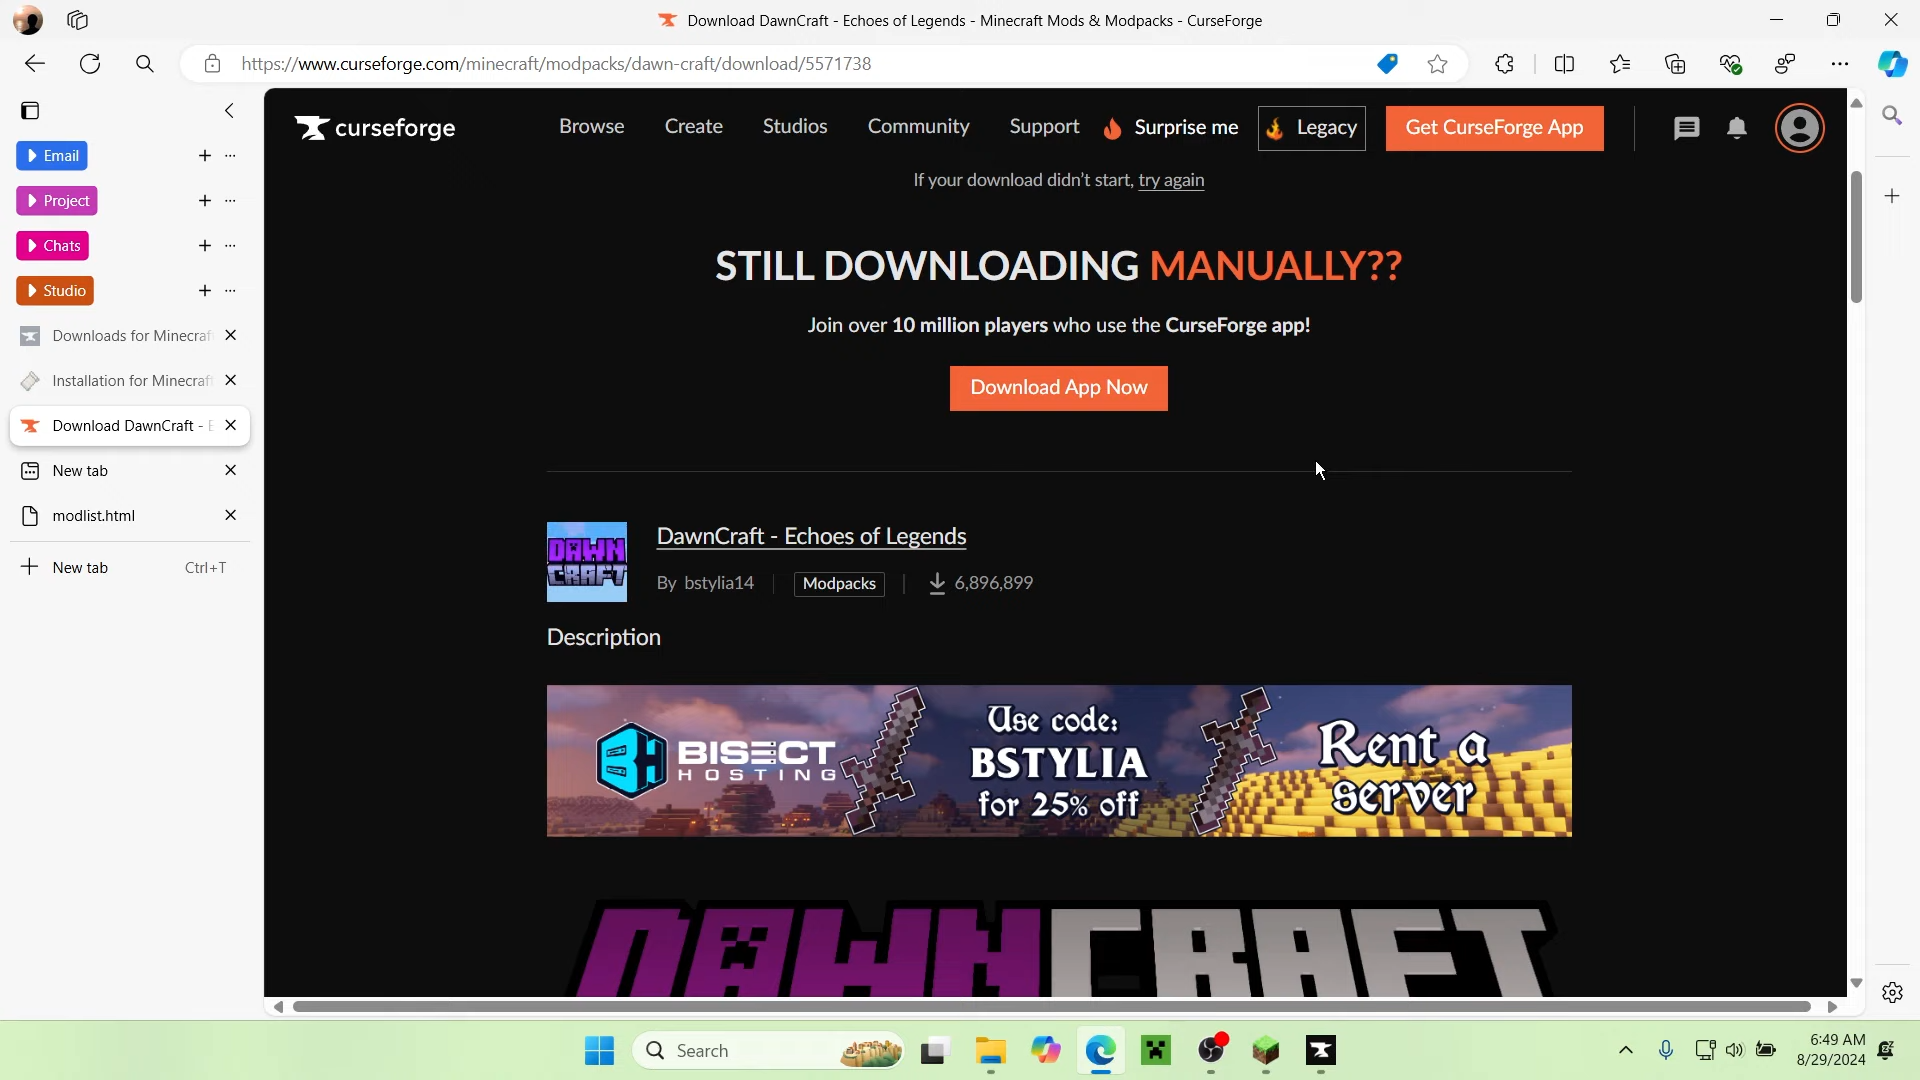 Download DawnCraft - Echoes of Legends - Minecraft Mods & Modpacks - CurseForge
https://www.curseforge.com/minecraft/modpacks/dawn-craft/download/5571738
Email
Project
Chats
Studio
Downloads for Minecraf
Installation for Minecraf
Download DawnCraft - E
New tab
modlist.html
New tab Ctrl+T
curseforge
Browse Create Studios Community Support Surprise me Legacy Get CurseForge App
If your download didn't start, try again
STILL DOWNLOADING MANUALLY??
Join over 10 million players who use the CurseForge app!
Download App Now
DAWN
CRAFT
DawnCraft - Echoes of Legends
By bstylia14 Modpacks 6,896,899
Description
BISECT
HOSTING
Use code:
BSTYLIA
for 25% off
Rent a
server
DAWNCRAFT
Search
6:49 AM
8/29/2024